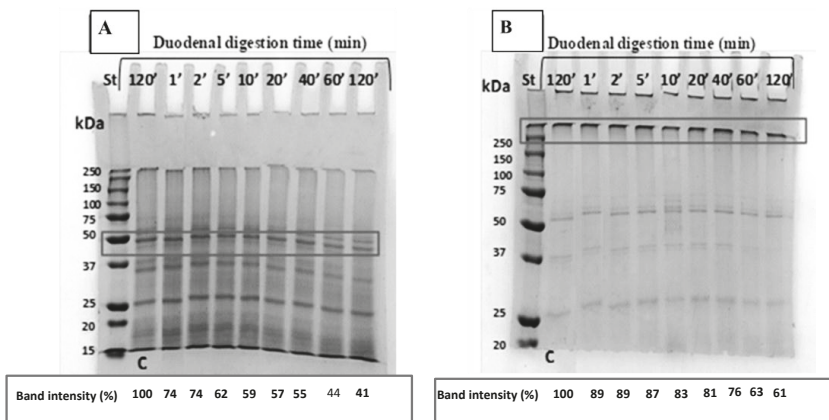 A
Duodenal digestion time (min)
St 120' 1' 2' 5' 10' 20' 40' 60' 120'
kDa
250
150
100
75
50
37
25
20
15
C
Band intensity (%) 100 74 74 62 59 57 55 44 41
B
Duodenal digestion time (min)
St 120' 1' 2' 5' 10' 20' 40' 60' 120'
kDa
250
150
100
75
50
37
25
20
C
Band intensity (%) 100 89 89 87 83 81 76 63 61